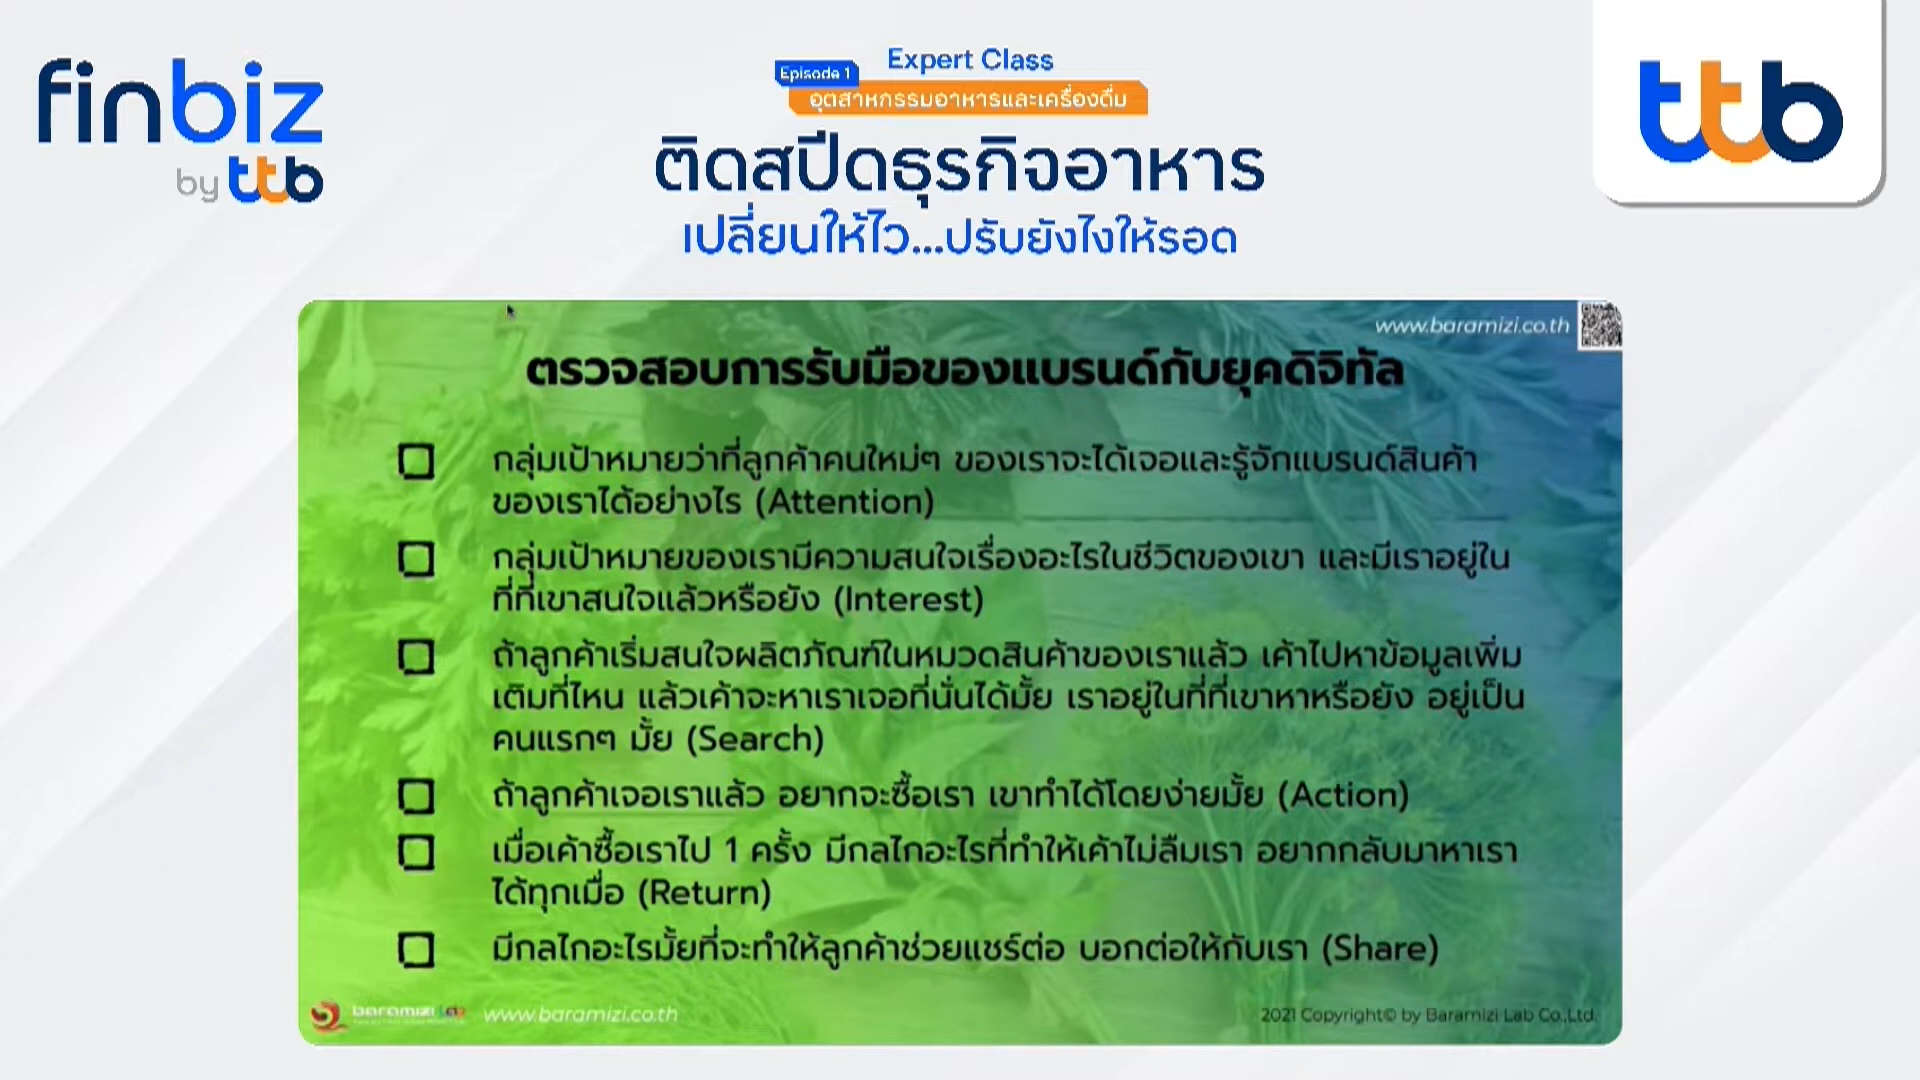 finbiz
by ttb
Expert Class
Episode 1
อุตสาหกรรมอาหารและเครื่องดื่ม
ติดสปีดธุรกิจอาหาร
เปลี่ยนให้ไว...ปรับยังไงให้รอด
ttb
www.baramizi.co.th
ตรวจสอบการรับมือของแบรนด์กับยุคดิจิทัล
กลุ่มเป้าหมายว่าที่ลูกค้าคนใหม่ๆ ของเราจะได้เจอและรู้จักแบรนด์สินค้า
ของเราได้อย่างไร (Attention)
กลุ่มเป้าหมายของเรามีความสนใจเรื่องอะไรในชีวิตของเขา และมีเราอยู่ใน
ที่ที่เขาสนใจแล้วหรือยัง (Interest)
ถ้าลูกค้าเริ่มสนใจผลิตภัณฑ์ในหมวดสินค้าของเราแล้ว เค้าไปหาข้อมูลเพิ่ม
เติมที่ไหน แล้วเค้าจะหาเราเจอที่นั่นได้มั้ย เราอยู่ในที่ที่เขาหาหรือยัง อยู่เป็น
คนแรกๆ มั้ย (Search)
ถ้าลูกค้าเจอเราแล้ว อยากจะซื้อเรา เขาทำได้โดยง่ายมั้ย (Action)
เมื่อเค้าซื้อเราไป 1 ครั้ง มีกลไกอะไรที่ทำให้เค้าไม่ลืมเรา อยากกลับมาหาเรา
ได้ทุกเมื่อ (Return)
มีกลไกอะไรมั้ยที่จะทำให้ลูกค้าช่วยแชร์ต่อ บอกต่อให้กับเรา (Share)
baramizi Lab
www.baramizi.co.th
2021 Copyright© by Baramizi Lab Co.,Ltd.